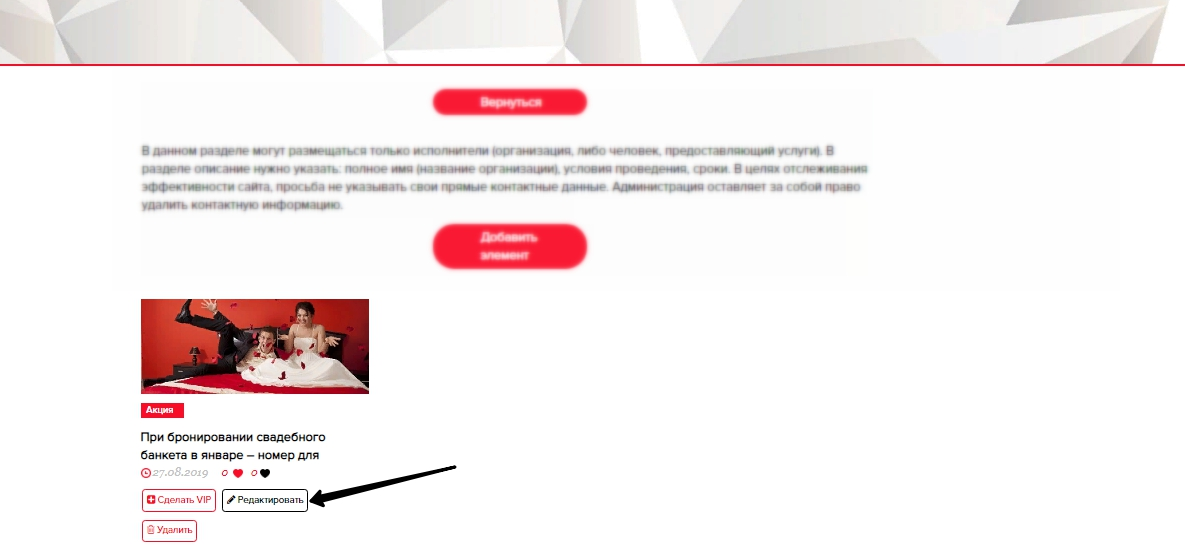 Вернуться
В данном разделе могут размещаться только исполнители (организация, либо человек, предоставляющий услуги). В
разделе описание нужно указать: полное имя (название организации), условия проведения, сроки. В целях отслеживания
эффективности сайта, просьба не указывать свои прямые контактные данные. Администрация оставляет за собой право
удалить контактную информацию.
Добавить
элемент
Акция
При бронировании свадебного
банкета в январе – номер для
27.08.2019 0 0
Сделать VIP Редактировать
Удалить